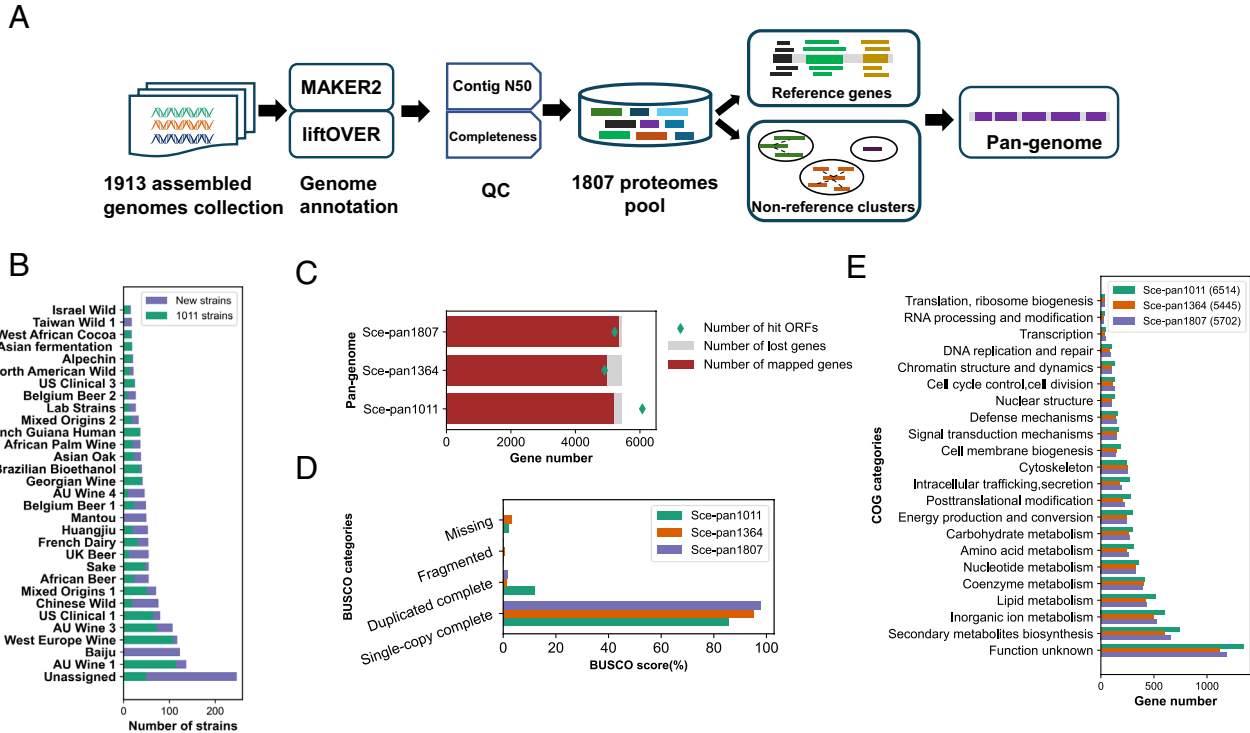 A
MAKER2
liftOVER
Contig N50
Completeness
Reference genes
Non-reference clusters
Pan-genome
1913 assembled
genomes collection
Genome
annotation
QC
1807 proteomes
pool
B
New strains
1011 strains
Israel Wild
Taiwan Wild 1
West African Cocoa
Asian fermentation
Alpechin
orth American Wild
US Clinical 3
Belgium Beer 2
Lab Strains
Mixed Origins 2
nch Guiana Human
African Palm Wine
Asian Oak
Brazilian Bioethanol
Georgian Wine
AU Wine 4
Belgium Beer 1
Mantou
Huangjiu
French Dairy
UK Beer
Sake
African Beer
Mixed Origins 1
Chinese Wild
US Clinical 1
AU Wine 3
West Europe Wine
Baiju
AU Wine 1
Unassigned
0 100 200
Number of strains
C
Pan-genome
Sce-pan1807
Sce-pan1364
Sce-pan1011
0 2000 4000 6000
Gene number
Number of hit ORFs
Number of lost genes
Number of mapped genes
D
BUSCO categories
Missing
Fragmented
Duplicated complete
Single-copy complete
Sce-pan1011
Sce-pan1364
Sce-pan1807
0 20 40 60 80 100
BUSCO score(%)
E
COG categories
Sce-pan1011 (6514)
Sce-pan1364 (5445)
Sce-pan1807 (5702)
Translation, ribosome biogenesis
RNA processing and modification
Transcription
DNA replication and repair
Chromatin structure and dynamics
Cell cycle control,cell division
Nuclear structure
Defense mechanisms
Signal transduction mechanisms
Cell membrane biogenesis
Cytoskeleton
Intracellular trafficking,secretion
Posttranslational modification
Energy production and conversion
Carbohydrate metabolism
Amino acid metabolism
Nucleotide metabolism
Coenzyme metabolism
Lipid metabolism
Inorganic ion metabolism
Secondary metabolites biosynthesis
Function unknown
0 500 1000
Gene number